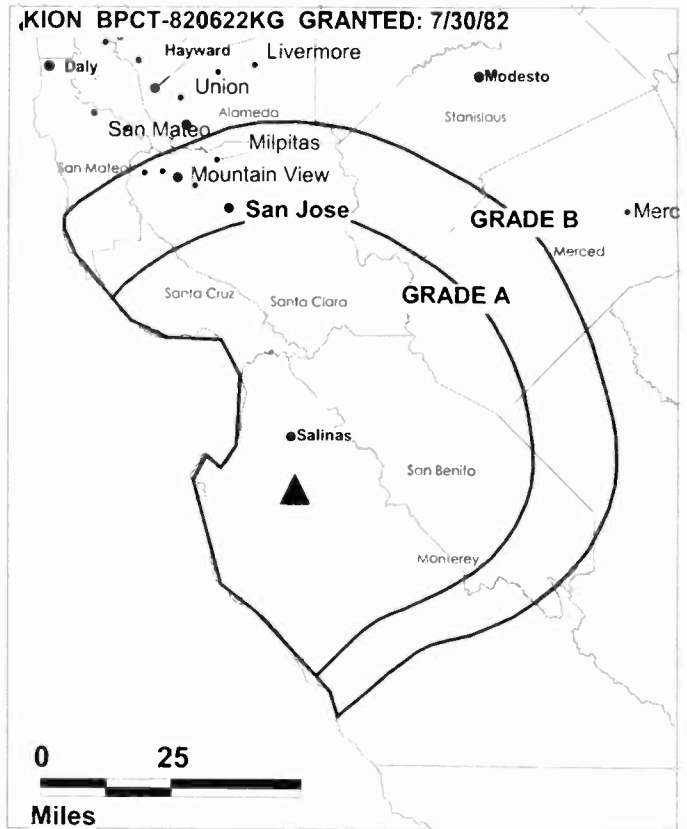 KION BPCT-820622KG GRANTED: 7/30/82
Hayward
Livermore
Daly
Modesto
Union
Alameda
Stanislaus
San Mateo
Milpitas
San Mateo
Mountain View
San Jose
GRADE B
Merc
Merced
Santa Cruz
Santa Clara
GRADE A
Salinas
San Benito
Monterey
0 25
Miles